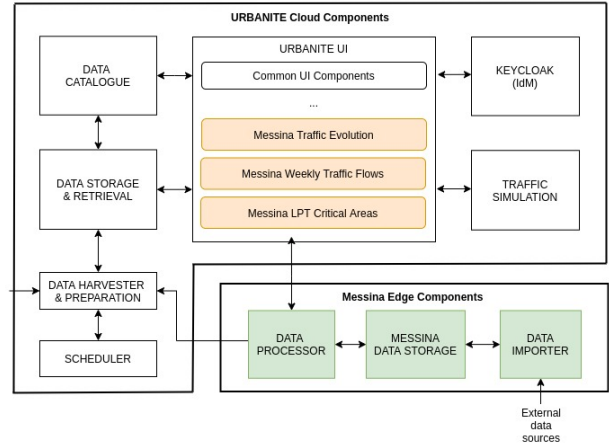 URBANITE Cloud Components
DATA
CATALOGUE
URBANITE UI
Common UI Components
...
Messina Traffic Evolution
Messina Weekly Traffic Flows
Messina LPT Critical Areas
KEYCLOAK
(IdM)
DATA STORAGE
& RETRIEVAL
TRAFFIC
SIMULATION
DATA HARVESTER
& PREPARATION
SCHEDULER
Messina Edge Components
DATA
PROCESSOR
MESSINA
DATA STORAGE
DATA
IMPORTER
External
data
sources